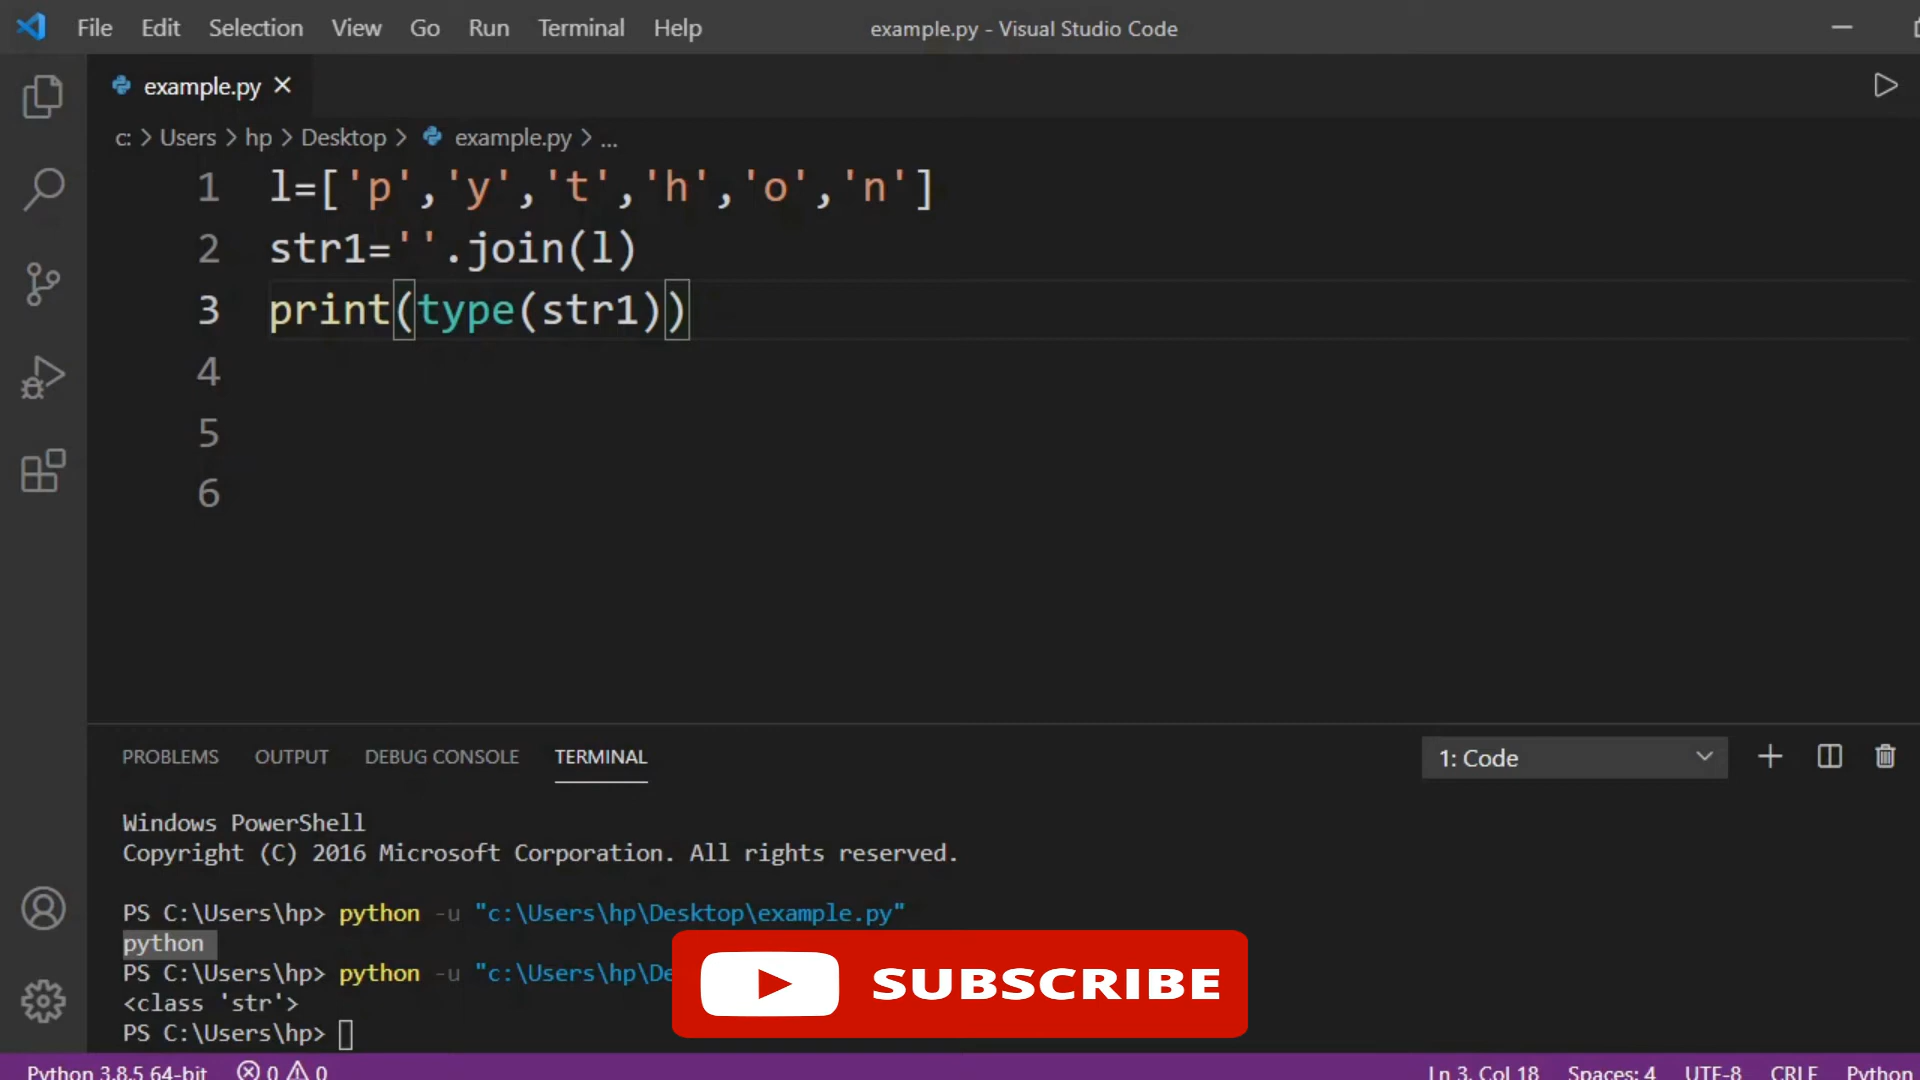 File Edit Selection View Go Run Terminal Help example.py - Visual Studio Code
example.py
c: > Users > hp > Desktop > example.py > ...
1 l=['p','y','t','h','o','n']
2 str1=''.join(l)
3 print(type(str1))
4
5
6
PROBLEMS OUTPUT DEBUG CONSOLE TERMINAL 1: Code
Windows PowerShell
Copyright (C) 2016 Microsoft Corporation. All rights reserved.
PS C:\Users\hp> python -u "c:\Users\hp\Desktop\example.py"
python
PS C:\Users\hp> python -u "c:\Users\hp\De
<class 'str'>
PS C:\Users\hp>
SUBSCRIBE
Python 3.8.5 64-bit 0 0 Ln 3, Col 18 Spaces: 4 UTF-8 CRLF Python